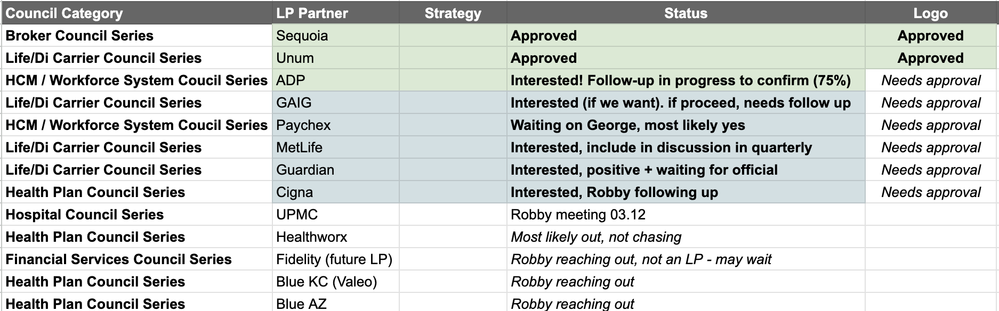 Council Category LP Partner Strategy Status Logo
Broker Council Series Sequoia Approved Approved
Life/Di Carrier Council Series Unum Approved Approved
HCM / Workforce System Coucil Series ADP Interested! Follow-up in progress to confirm (75%) Needs approval
Life/Di Carrier Council Series GAIG Interested (if we want). if proceed, needs follow up Needs approval
HCM / Workforce System Coucil Series Paychex Waiting on George, most likely yes Needs approval
Life/Di Carrier Council Series MetLife Interested, include in discussion in quarterly Needs approval
Life/Di Carrier Council Series Guardian Interested, positive + waiting for official Needs approval
Health Plan Council Series Cigna Interested, Robby following up Needs approval
Hospital Council Series UPMC Robby meeting 03.12
Health Plan Council Series Healthworx Most likely out, not chasing
Financial Services Council Series Fidelity (future LP) Robby reaching out, not an LP - may wait
Health Plan Council Series Blue KC (Valeo) Robby reaching out
Health Plan Council Series Blue AZ Robby reaching out